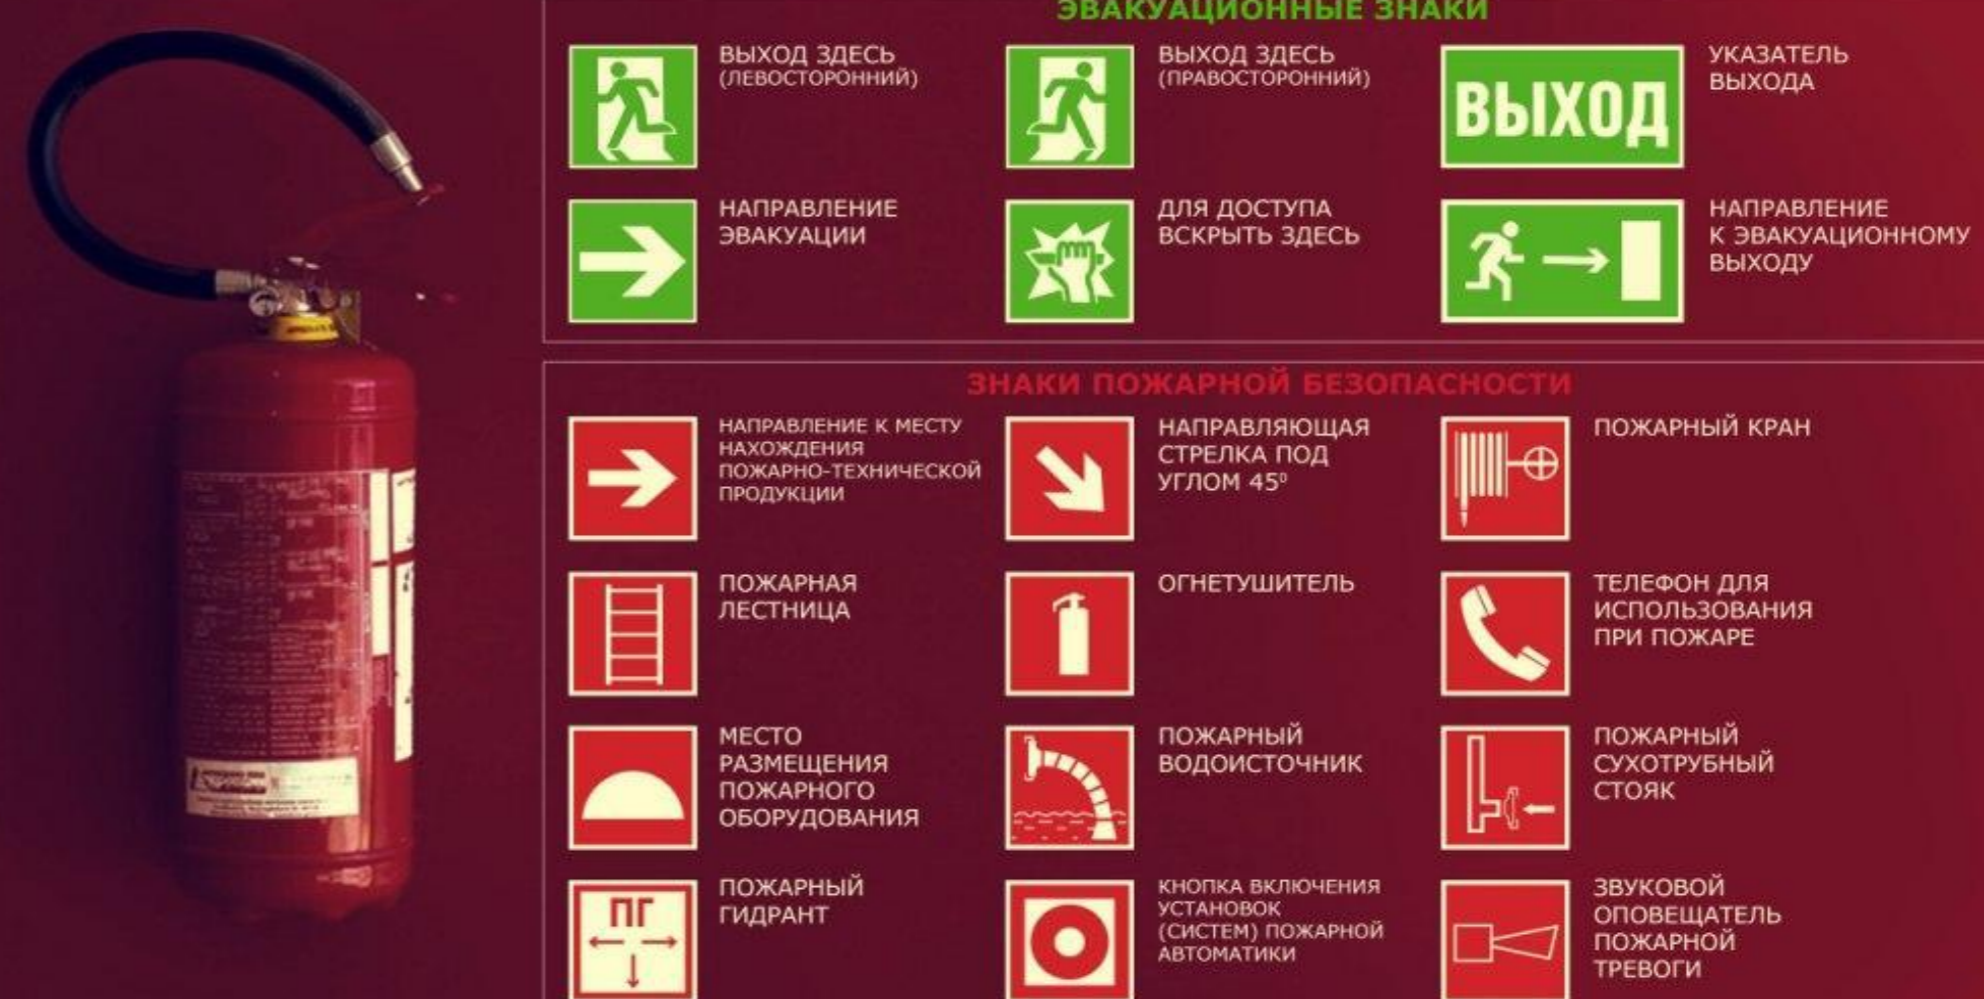 ЭВАКУАЦИОННЫЕ ЗНАКИ
ВЫХОД ЗДЕСЬ
(ЛЕВОСТОРОННИЙ)
ВЫХОД ЗДЕСЬ
(ПРАВОСТОРОННИЙ)
ВЫХОД
УКАЗАТЕЛЬ
ВЫХОДА
НАПРАВЛЕНИЕ
ЭВАКУАЦИИ
ДЛЯ ДОСТУПА
ВСКРЫТЬ ЗДЕСЬ
НАПРАВЛЕНИЕ
К ЭВАКУАЦИОННОМУ
ВЫХОДУ
ЗНАКИ ПОЖАРНОЙ БЕЗОПАСНОСТИ
НАПРАВЛЕНИЕ К МЕСТУ
НАХОЖДЕНИЯ
ПОЖАРНО-ТЕХНИЧЕСКОЙ
ПРОДУКЦИИ
НАПРАВЛЯЮЩАЯ
СТРЕЛКА ПОД
УГЛОМ 45⁰
ПОЖАРНЫЙ КРАН
ПОЖАРНАЯ
ЛЕСТНИЦА
ОГНЕТУШИТЕЛЬ
ТЕЛЕФОН ДЛЯ
ИСПОЛЬЗОВАНИЯ
ПРИ ПОЖАРЕ
МЕСТО
РАЗМЕЩЕНИЯ
ПОЖАРНОГО
ОБОРУДОВАНИЯ
ПОЖАРНЫЙ
ВОДОИСТОЧНИК
ПОЖАРНЫЙ
СУХОТРУБНЫЙ
СТОЯК
ПГ
ПОЖАРНЫЙ
ГИДРАНТ
КНОПКА ВКЛЮЧЕНИЯ
УСТАНОВОК
(СИСТЕМ) ПОЖАРНОЙ
АВТОМАТИКИ
ЗВУКОВОЙ
ОПОВЕЩАТЕЛЬ
ПОЖАРНОЙ
ТРЕВОГИ